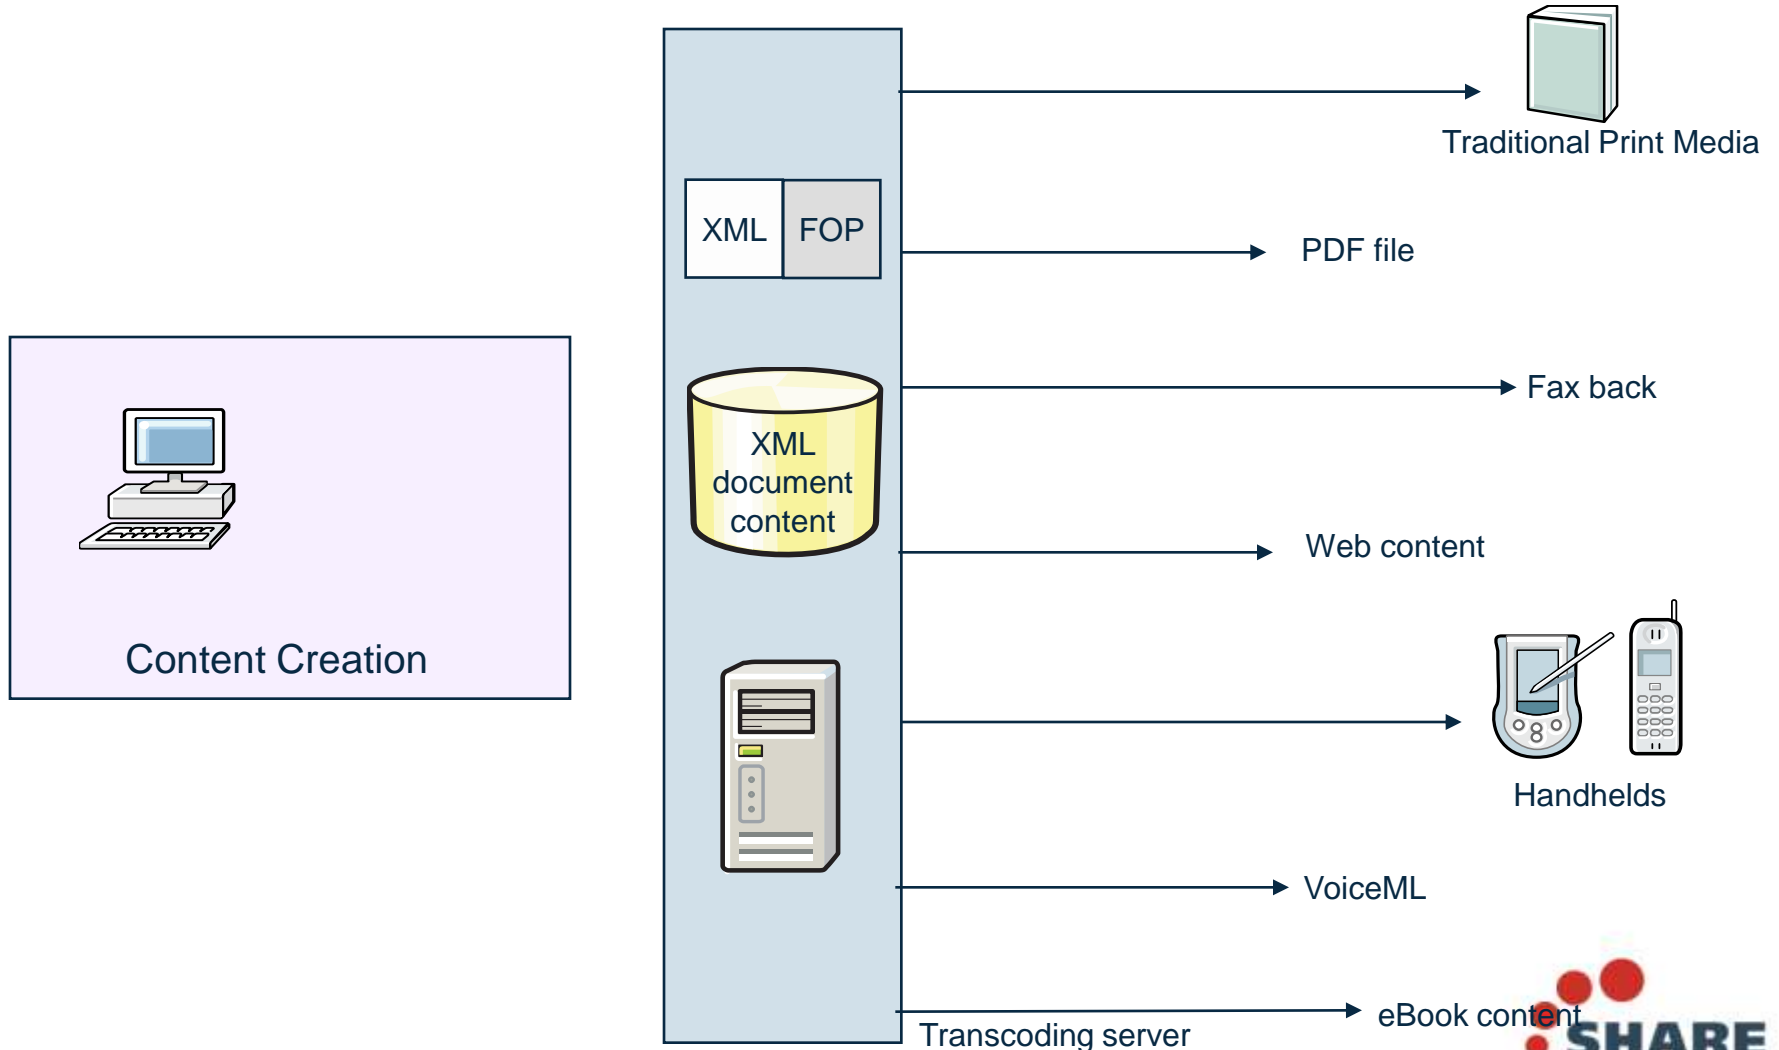 Traditional Print Media
XML FOP
PDF file
Fax back
XML
document
content
Web content
Content Creation
Handhelds
VoiceML
eBook content
Transcoding server
SHARE